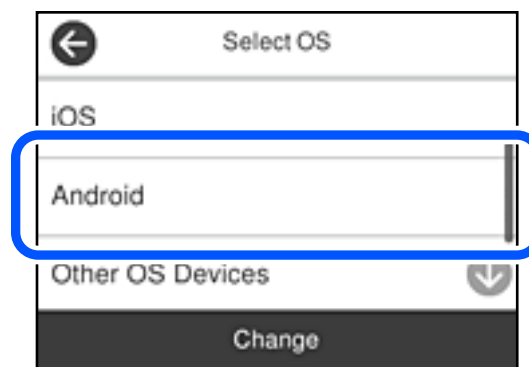 Select OS
iOS
Android
Other OS Devices
Change